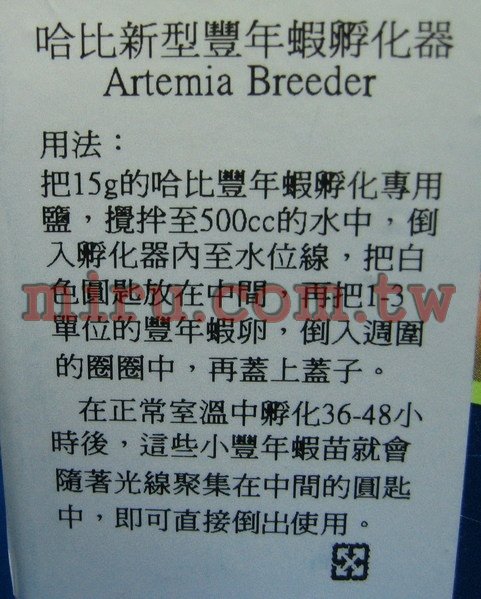 哈比新型豐年蝦孵化器
Artemia Breeder
用法：
把15g的哈比豐年蝦孵化專用
鹽，攪拌至500cc的水中，倒
入孵化器內至水位線，把白
色圓匙放在中間，再把1-3
miru.com.tw
單位的豐年蝦卵，倒入週圍
的圈圈中，再蓋上蓋子。
在正常室溫中孵化36-48小
時後，這些小豐年蝦苗就會
隨著光線聚集在中間的圓匙
中，即可直接倒出使用。